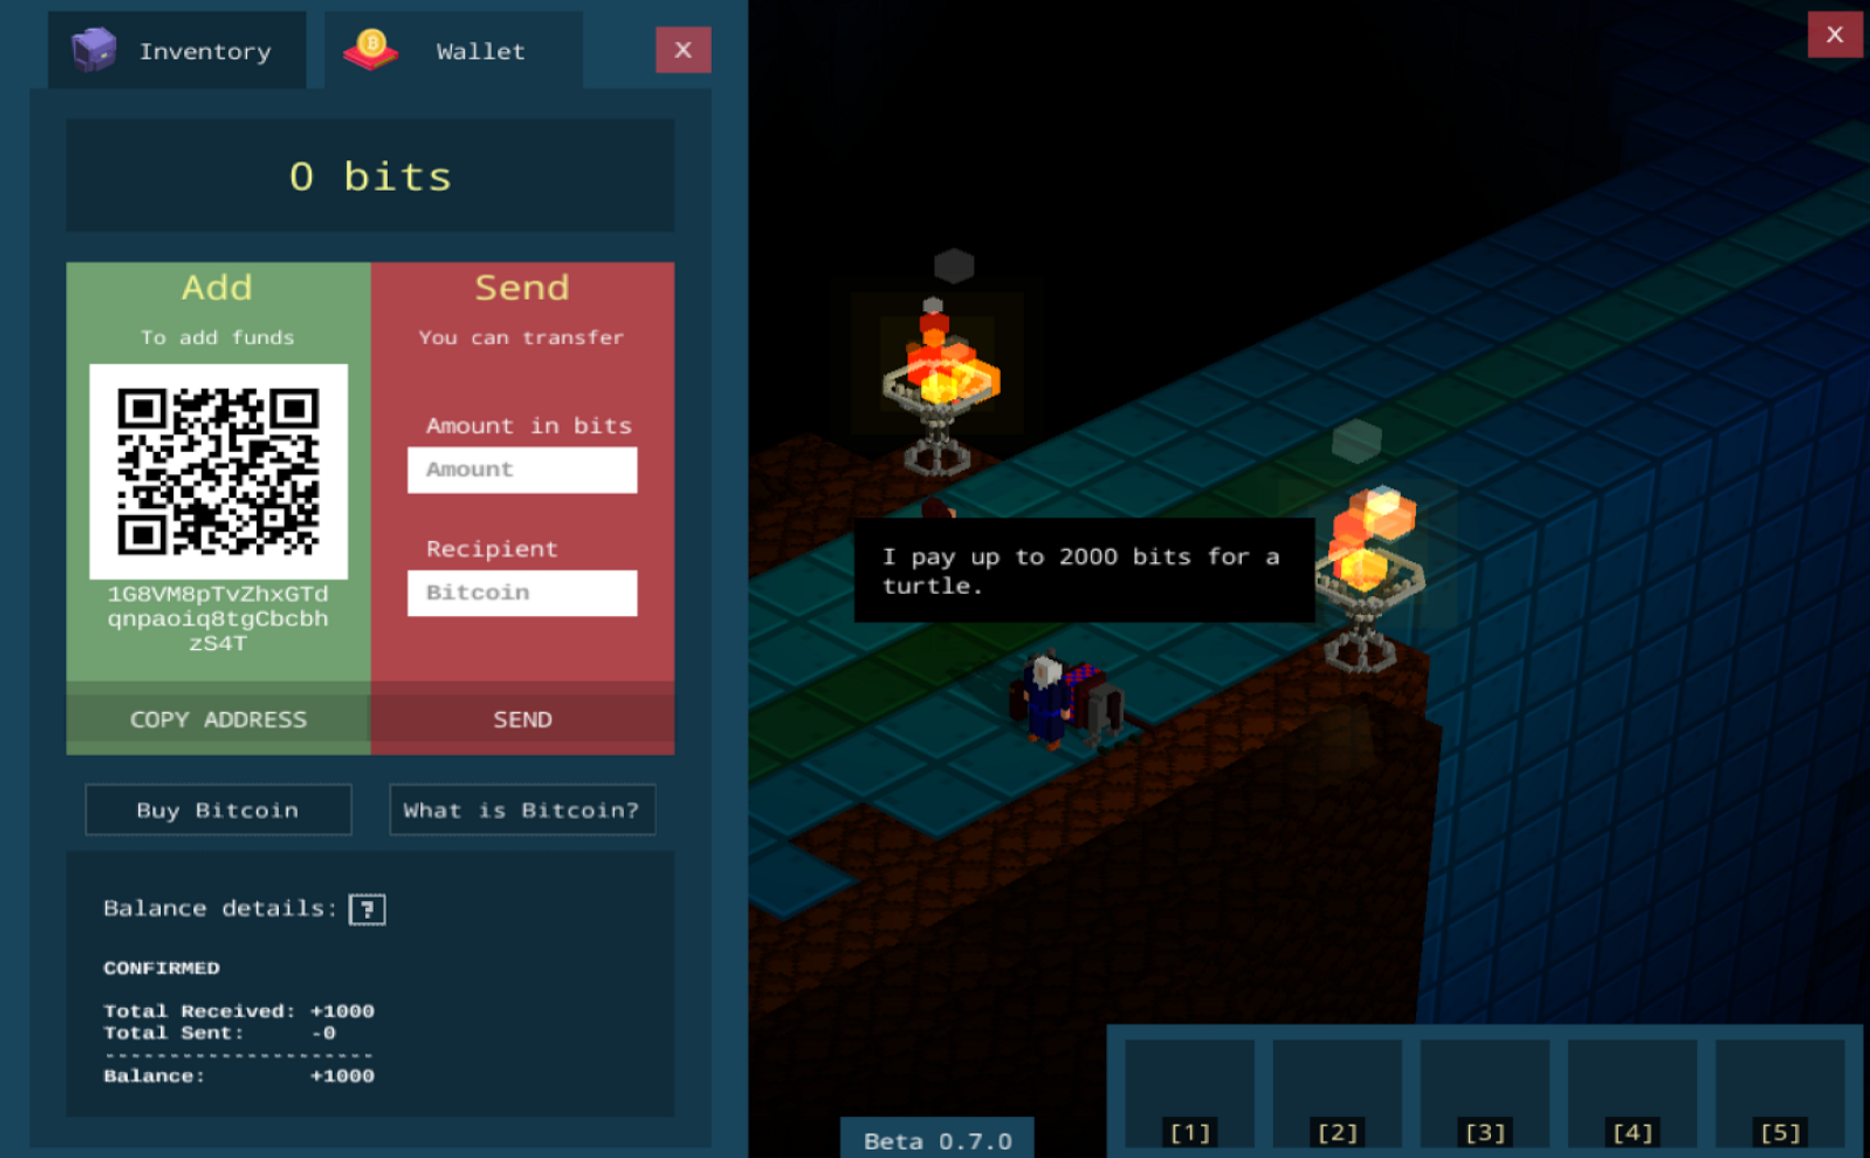 Inventory
Wallet
X
X
0 bits
Add
Send
To add funds
You can transfer
Amount in bits
Amount
Recipient
Bitcoin
1G8VM8pTvZhxGTd
qnpaoiq8tgCbcbh
zS4T
COPY ADDRESS
SEND
Buy Bitcoin
What is Bitcoin?
Balance details: ?
CONFIRMED
Total Received: +1000
Total Sent: -0
---------------------
Balance: +1000
I pay up to 2000 bits for a
turtle.
Beta 0.7.0
[1]
[2]
[3]
[4]
[5]